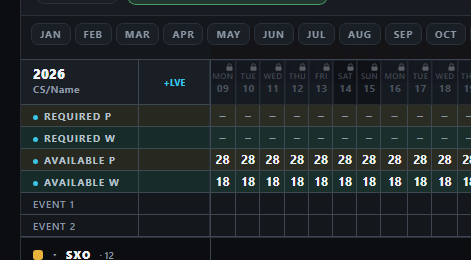 JAN FEB MAR APR MAY JUN JUL AUG SEP OCT
2026
CS/Name
+LVE
MON TUE WED THU FRI SAT SUN MON TUE WED
09 10 11 12 13 14 15 16 17 18
REQUIRED P – – – – – – – – – – –
REQUIRED W – – – – – – – – – – –
AVAILABLE P 28 28 28 28 28 28 28 28 28 28
AVAILABLE W 18 18 18 18 18 18 18 18 18 18
EVENT 1
EVENT 2
· SXO · 12